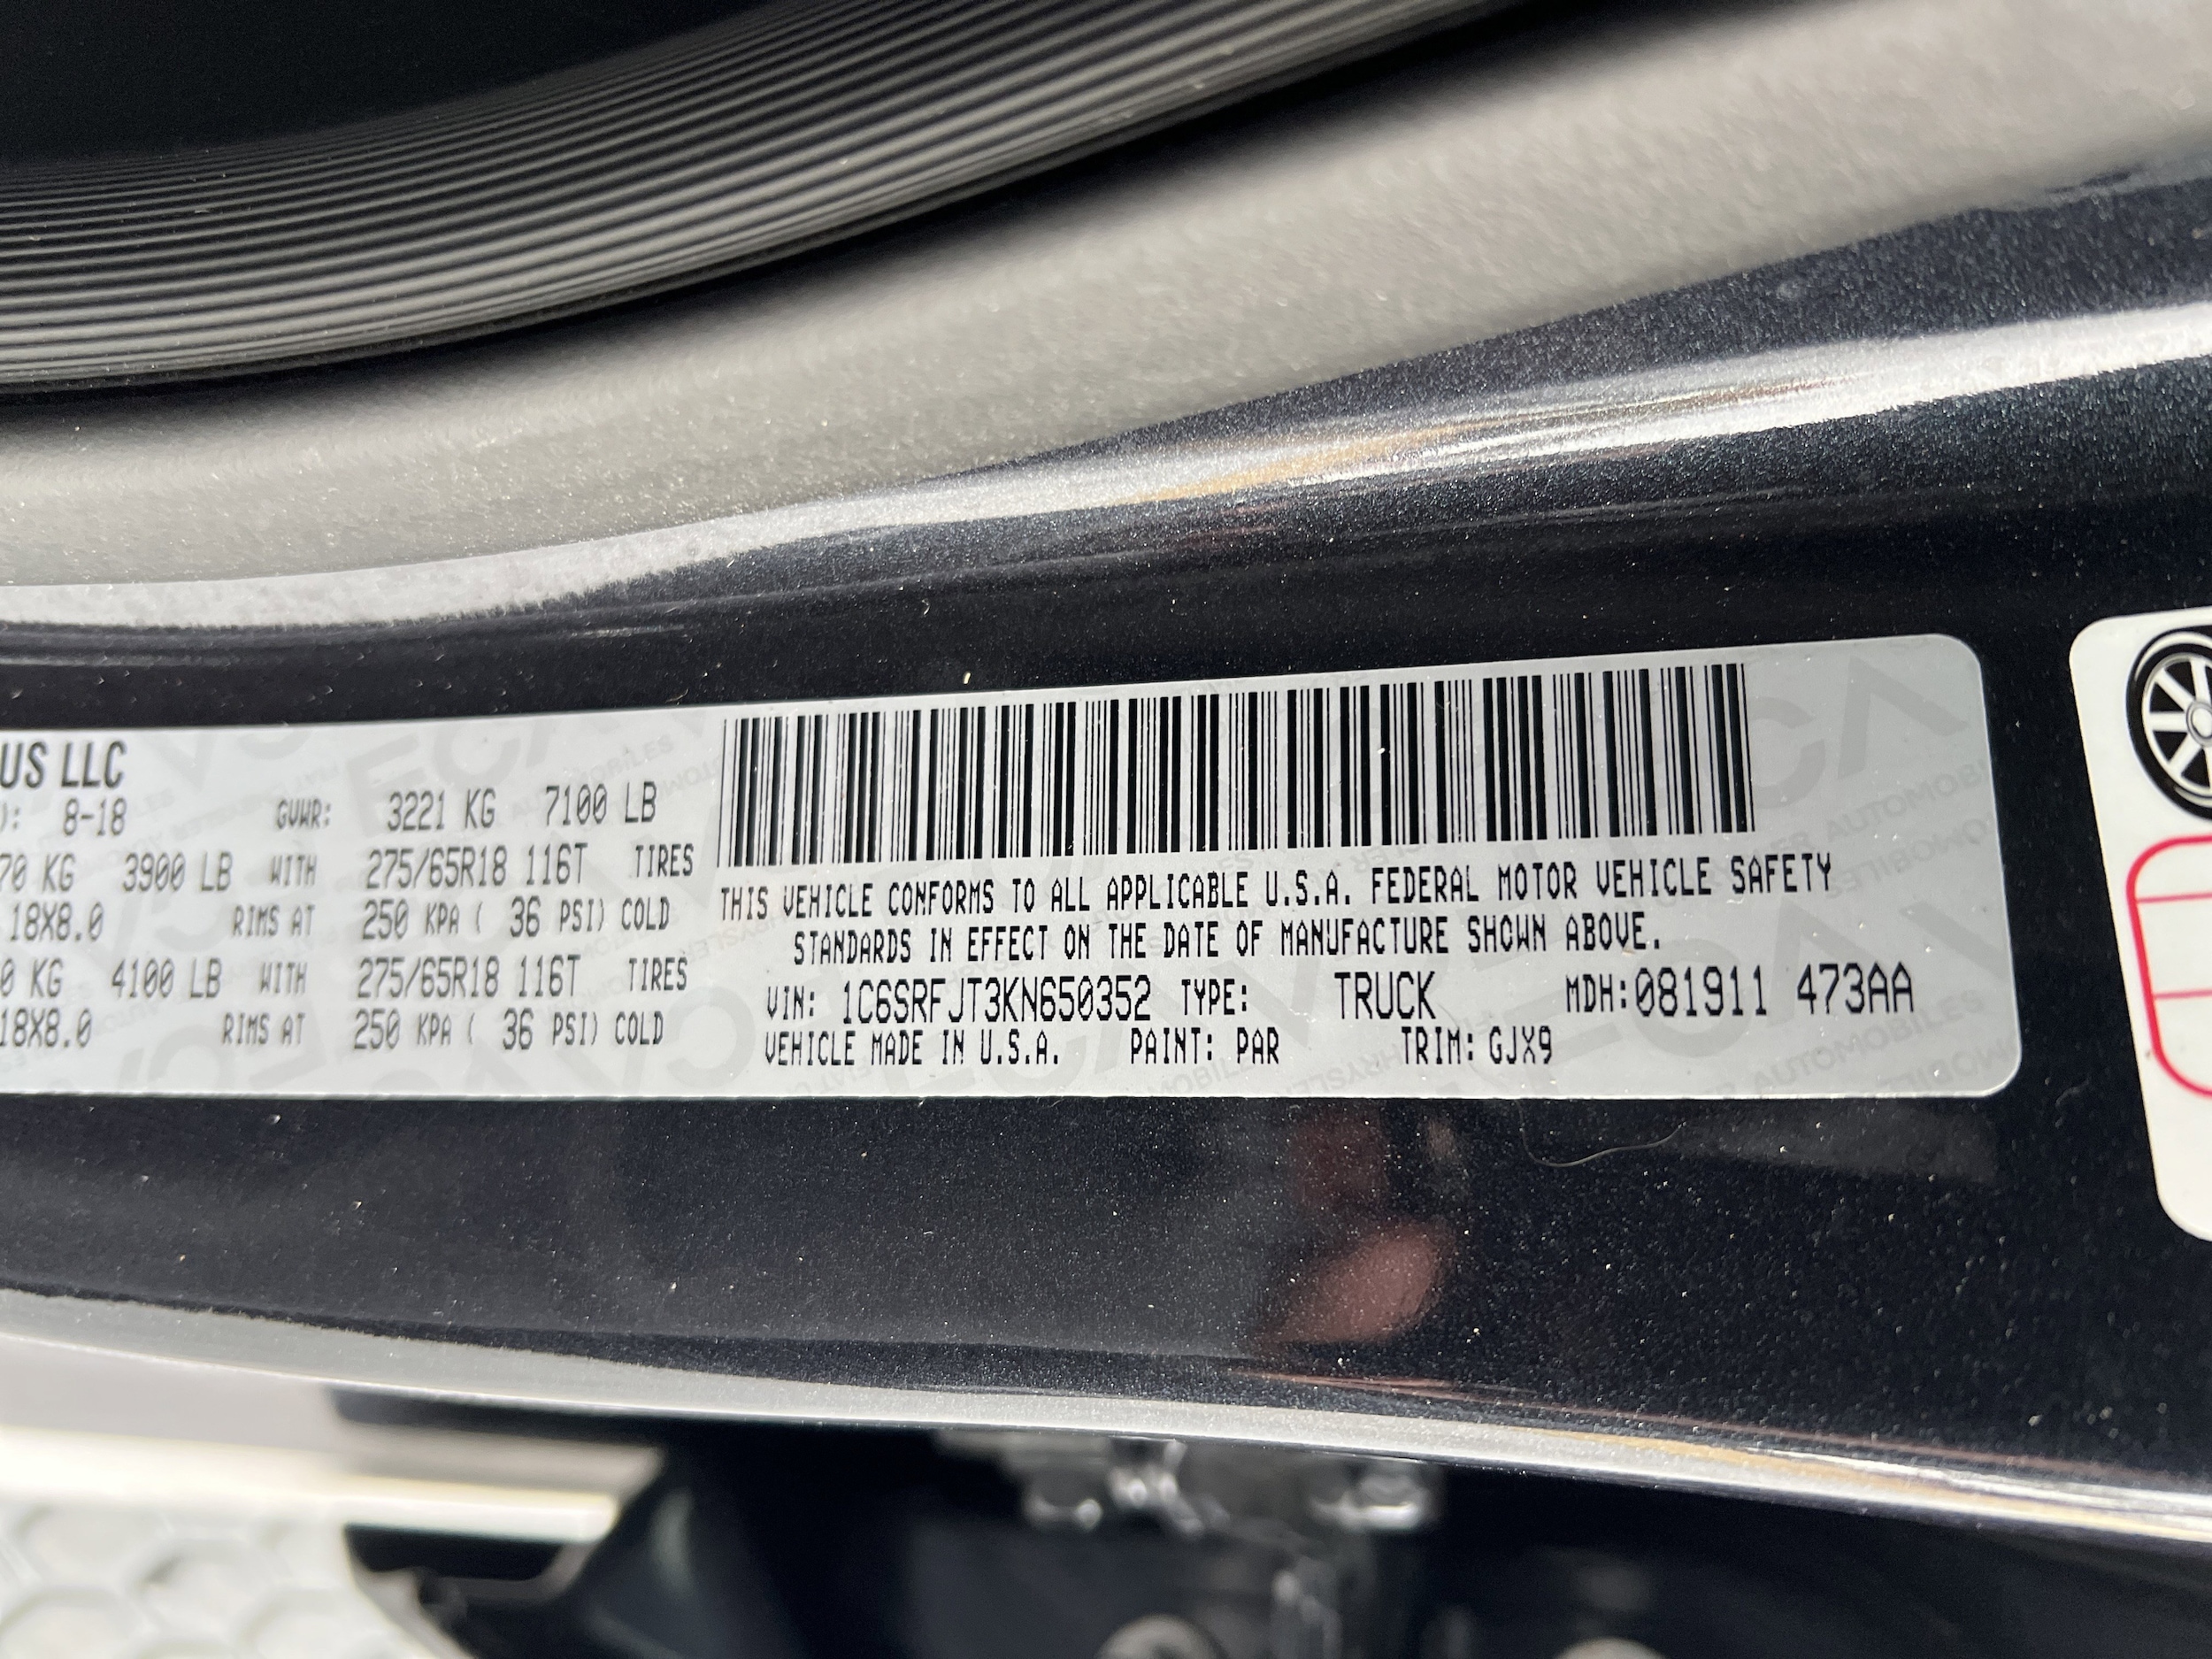 US LLC
): 8-18 GVWR: 3221 KG 7100 LB
70 KG 3900 LB WITH 275/65R18 116T TIRES
18X8.0 RIMS AT 250 KPA ( 36 PSI) COLD
0 KG 4100 LB WITH 275/65R18 116T TIRES
18X8.0 RIMS AT 250 KPA ( 36 PSI) COLD
THIS VEHICLE CONFORMS TO ALL APPLICABLE U.S.A. FEDERAL MOTOR VEHICLE SAFETY
STANDARDS IN EFFECT ON THE DATE OF MANUFACTURE SHOWN ABOVE.
VIN: 1C6SRFJT3KN650352 TYPE: TRUCK MDH:081911 473AA
VEHICLE MADE IN U.S.A. PAINT: PAR TRIM: GJX9